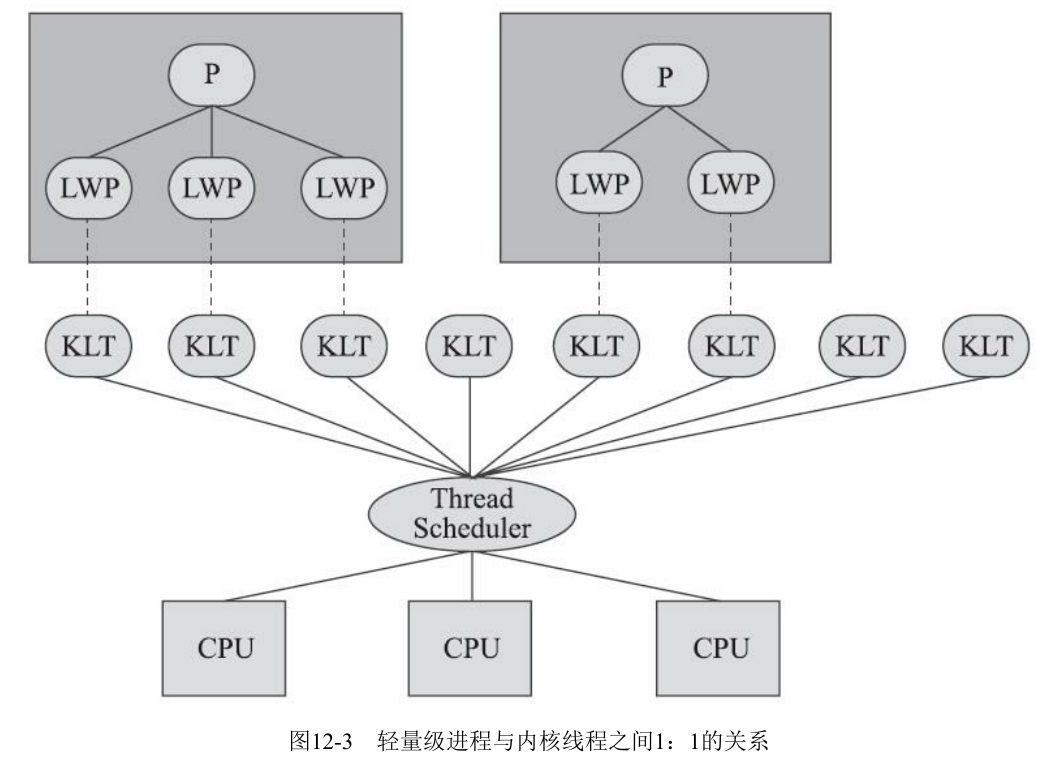 P
P
LWP
LWP
LWP
LWP
LWP
KLT
KLT
KLT
KLT
KLT
KLT
KLT
KLT
Thread
Scheduler
CPU
CPU
CPU
图12-3 轻量级进程与内核线程之间1：1的关系